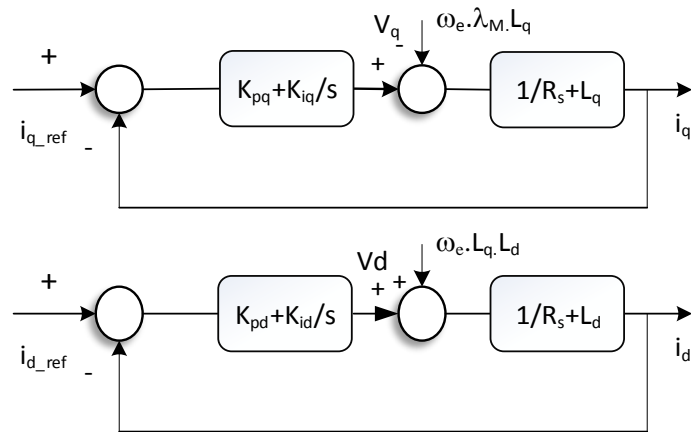 V_q ω_e.λ_M.L_q
+ - +
K_pq+K_iq/s 1/R_s+L_q
i_q_ref - i_q
Vd ω_e.L_q.L_d
+ + +
K_pd+K_id/s 1/R_s+L_d
i_d_ref - i_d